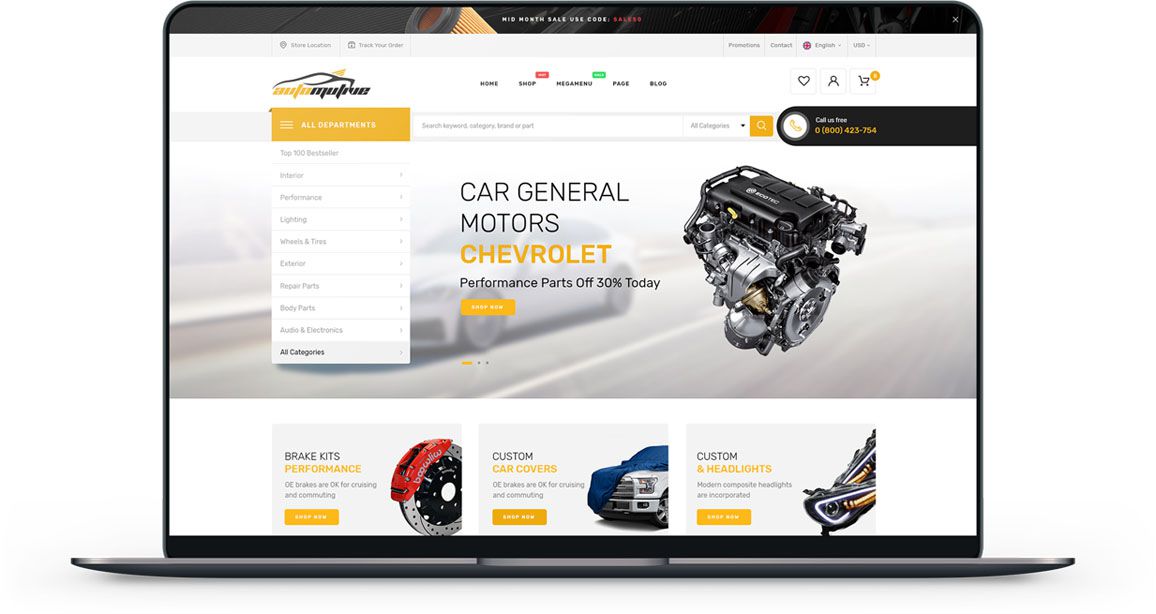 MID MONTH SALE USE CODE: SALE50
Store Location
Track Your Order
Promotions
Contact
English
USD
automutive
HOME
SHOP
HOT
MEGAMENU
SALE
PAGE
BLOG
0
ALL DEPARTMENTS
Search keyword, category, brand or part
All Categories
Call us free
0 (800) 423-754
Top 100 Bestseller
Interior
Performance
Lighting
Wheels & Tires
Exterior
Repair Parts
Body Parts
Audio & Electronics
All Categories
CAR GENERAL
MOTORS
CHEVROLET
Performance Parts Off 30% Today
SHOP NOW
ECOTEC
BRAKE KITS
PERFORMANCE
OE brakes are OK for cruising
and commuting
SHOP NOW
CUSTOM
CAR COVERS
OE brakes are OK for cruising
and commuting
SHOP NOW
CUSTOM
& HEADLIGHTS
Modern composite headlights
are incorporated
SHOP NOW